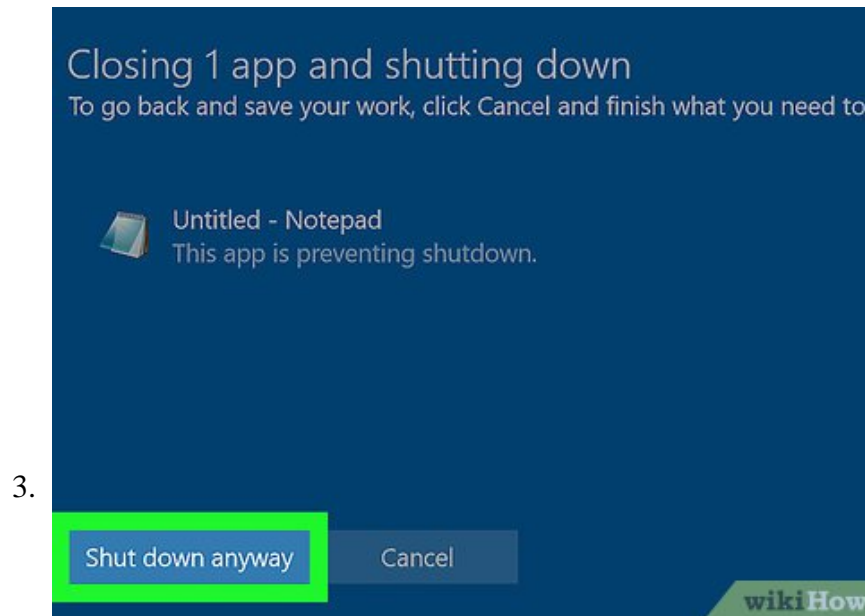 Closing 1 app and shutting down
To go back and save your work, click Cancel and finish what you need to
Untitled - Notepad
This app is preventing shutdown.
3.
Shut down anyway
Cancel
wikiHow